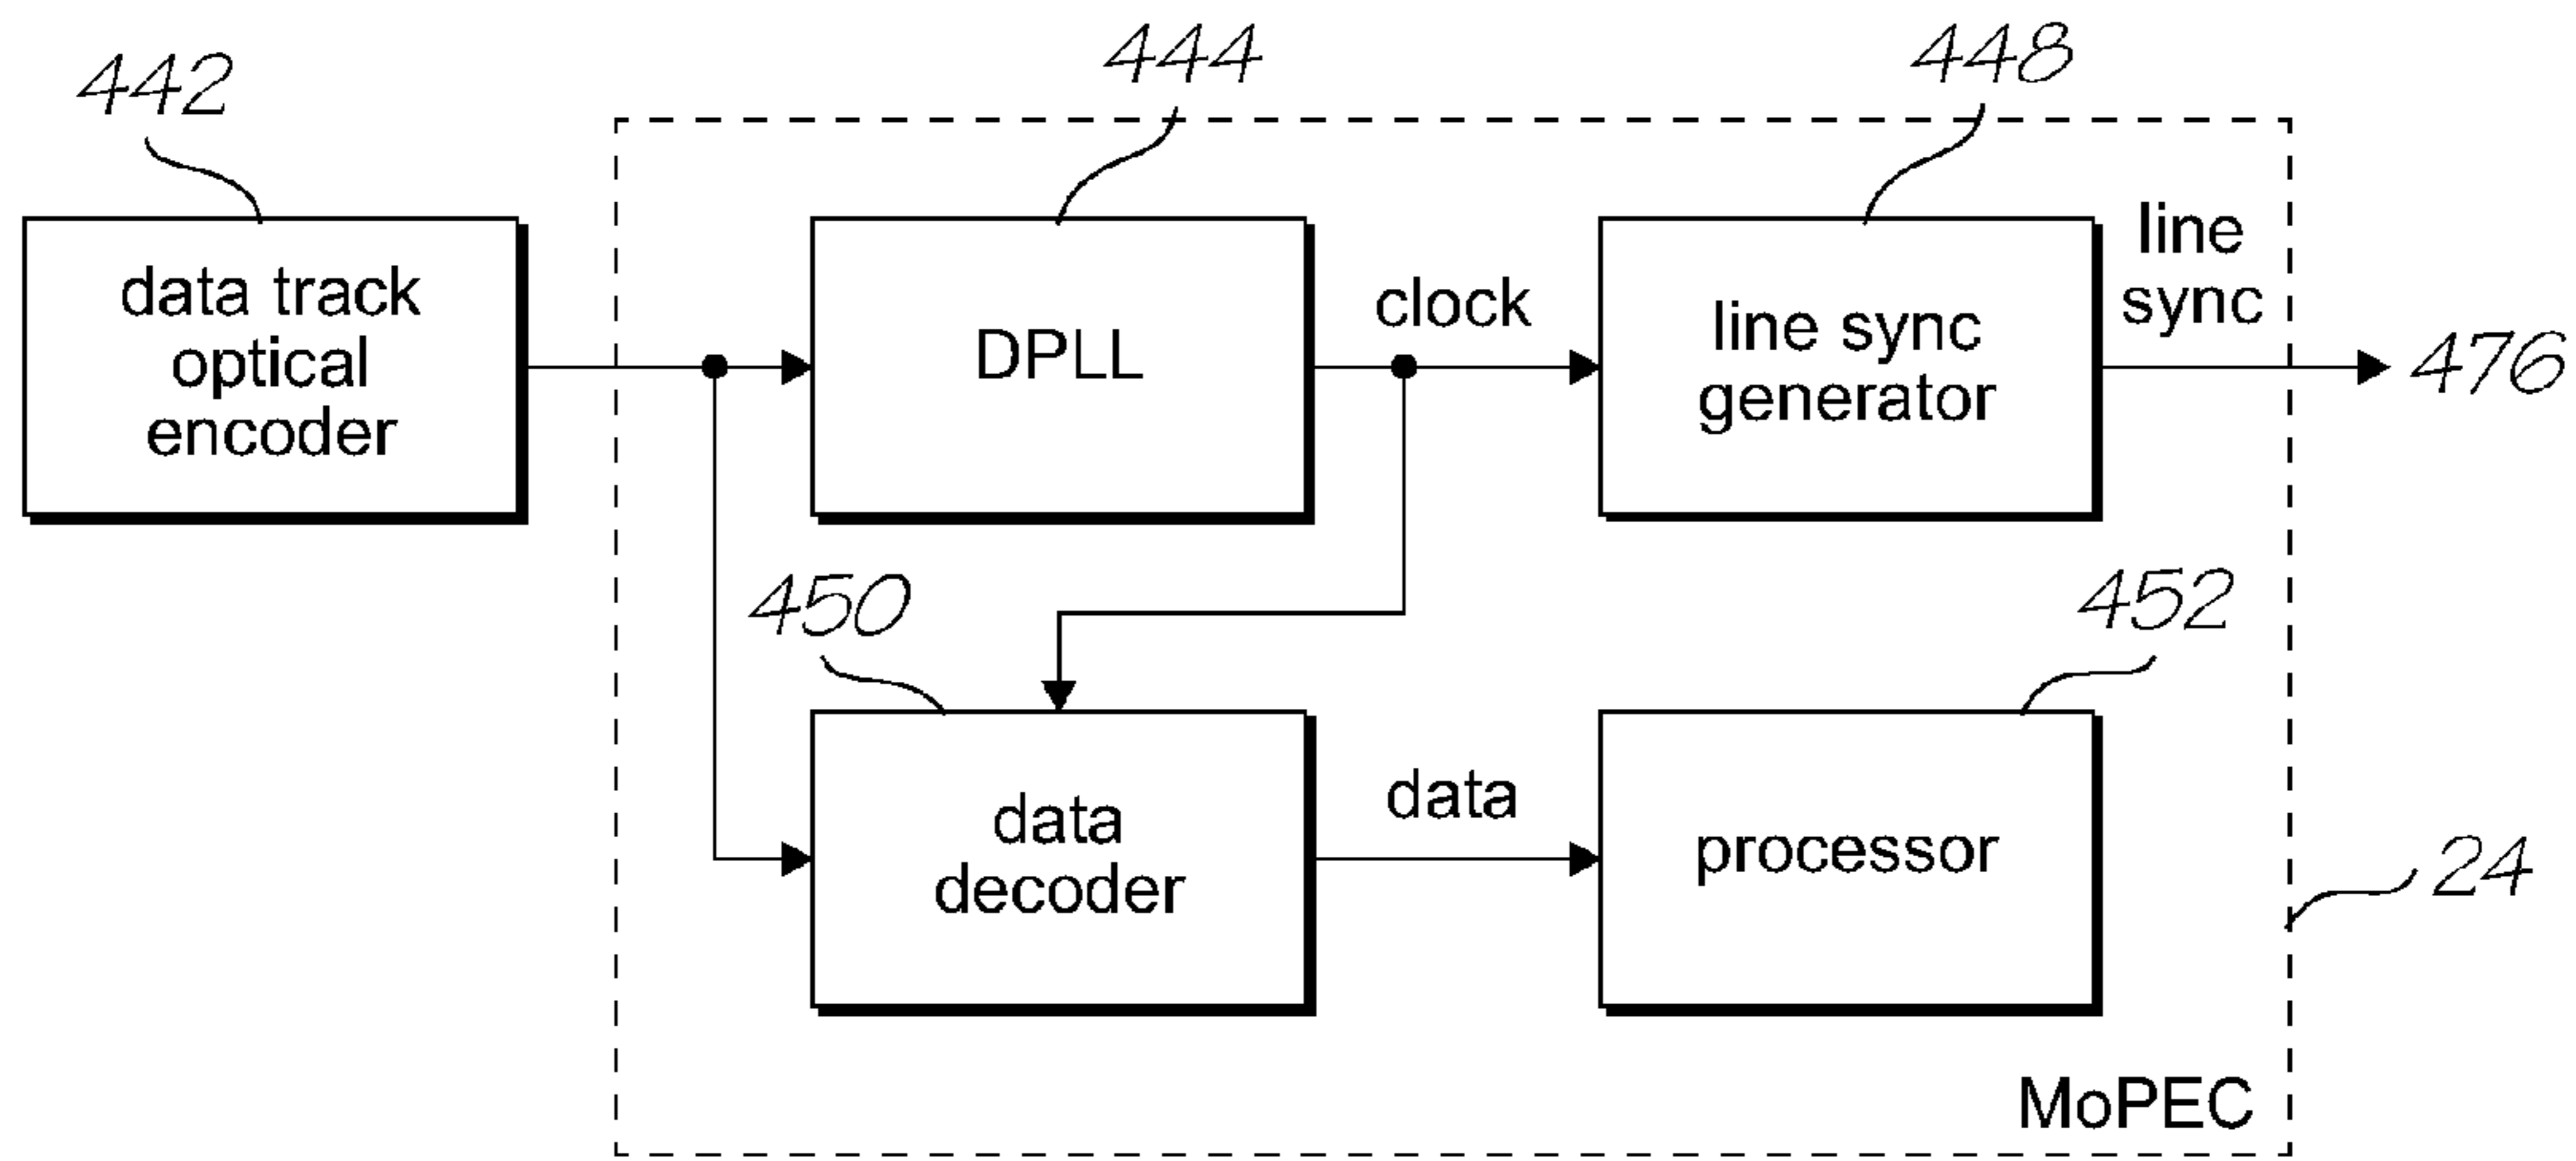 442
444
448
data track
optical
encoder
DPLL
clock
line sync
generator
line
sync
476
450
452
data
decoder
data
processor
24
MoPEC